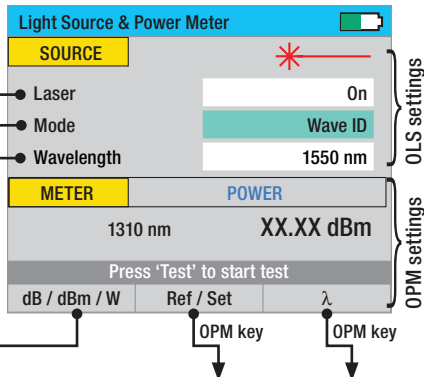 Light Source & Power Meter
SOURCE
Laser On
Mode Wave ID
Wavelength 1550 nm
OLS settings
METER POWER
1310 nm XX.XX dBm
Press ‘Test’ to start test
dB / dBm / W Ref / Set λ
OPM settings
OPM key OPM key